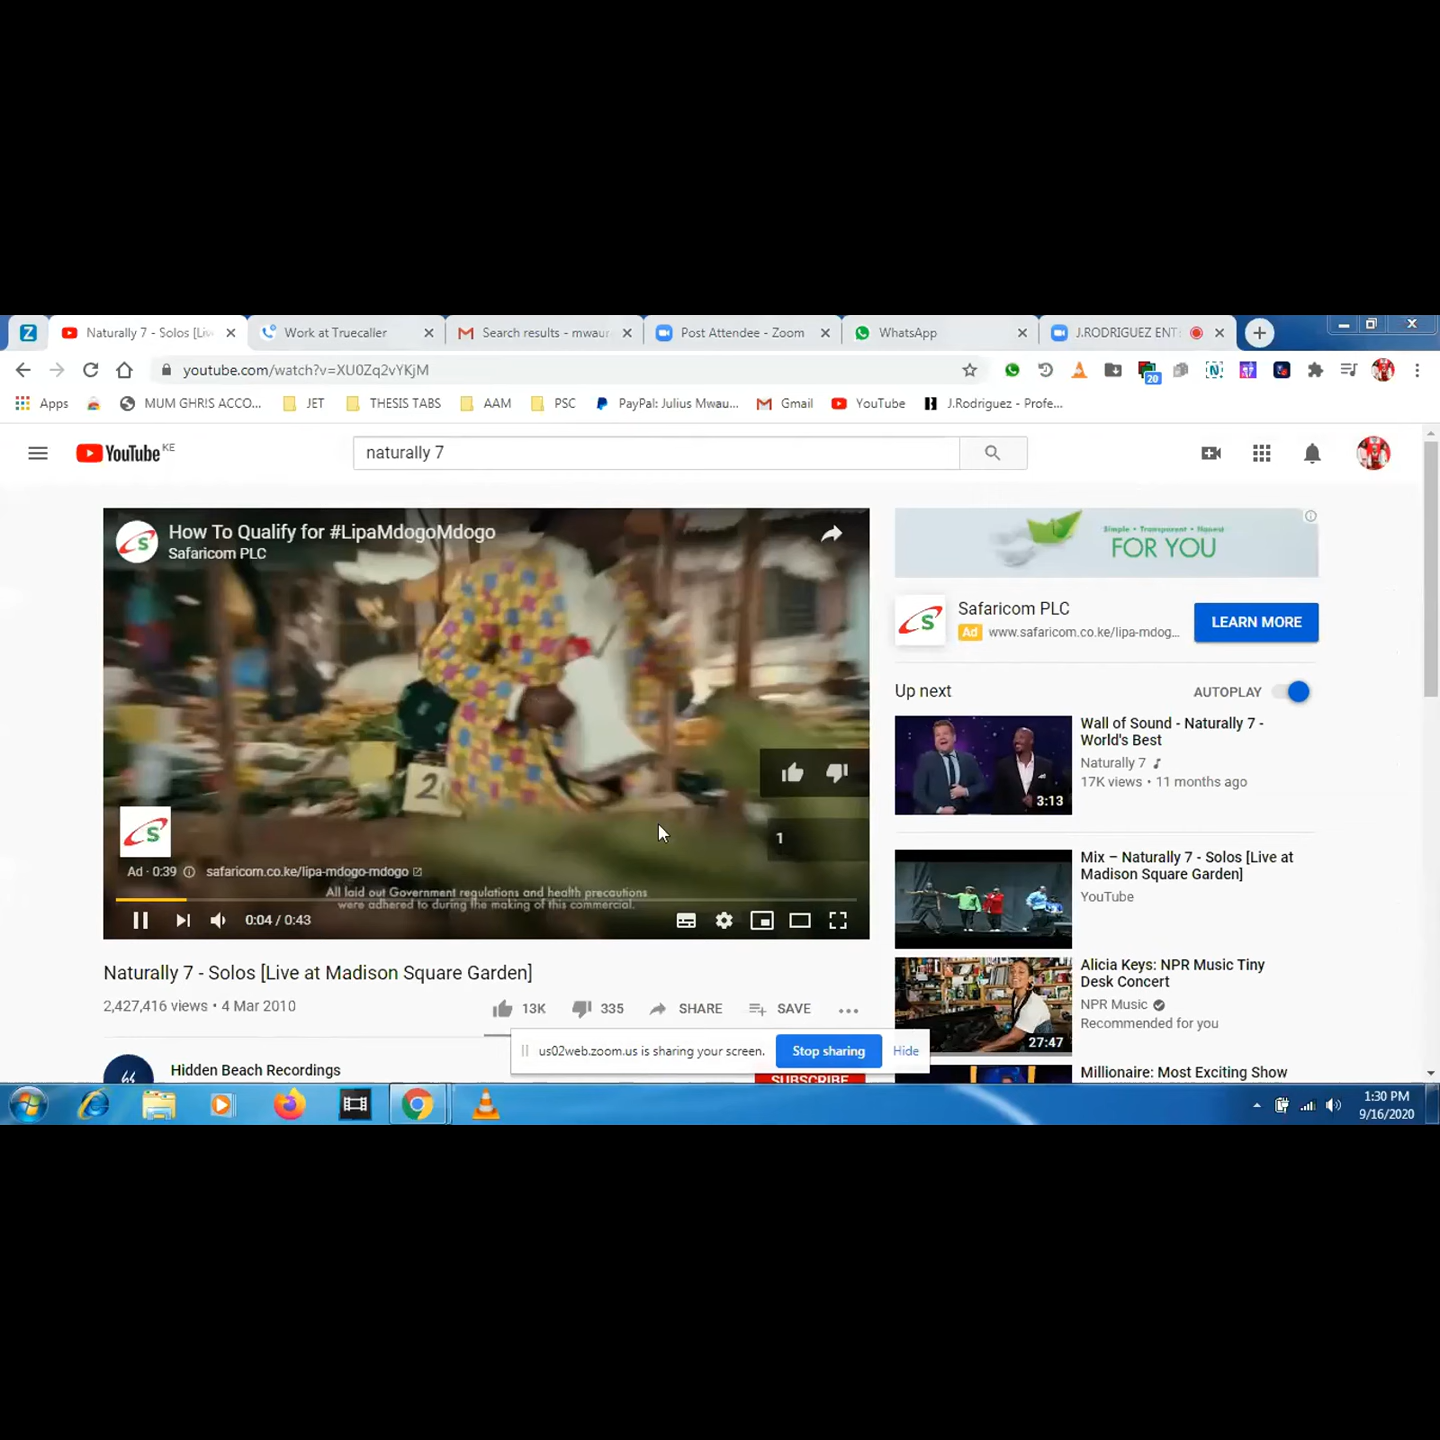 Naturally 7 - Solos [Liv
Work at Truecaller
Search results - mwaur
Post Attendee - Zoom
WhatsApp
J.RODRIGUEZ ENT
youtube.com/watch?v=XU0Zq2vYKjM
20
Apps
MUM GHRIS ACCO...
JET
THESIS TABS
AAM
PSC
PayPal: Julius Mwau...
Gmail
YouTube
J.Rodriguez - Profe...
YouTube KE
naturally 7
How To Qualify for #LipaMdogoMdogo
Safaricom PLC
2
1
Ad · 0:39
safaricom.co.ke/lipa-mdogo-mdogo
All laid out Government regulations and health precautions
were adhered to during the making of this commercial.
0:04 / 0:43
Naturally 7 - Solos [Live at Madison Square Garden]
2,427,416 views • 4 Mar 2010
13K
335
SHARE
SAVE
Hidden Beach Recordings
SUBSCRIBE
us02web.zoom.us is sharing your screen.
Stop sharing
Hide
Simple • Transparent • Honest
FOR YOU
Safaricom PLC
Ad www.safaricom.co.ke/lipa-mdog...
LEARN MORE
Up next
AUTOPLAY
Wall of Sound - Naturally 7 -
World's Best
Naturally 7
17K views • 11 months ago
3:13
Mix – Naturally 7 - Solos [Live at
Madison Square Garden]
YouTube
Alicia Keys: NPR Music Tiny
Desk Concert
NPR Music
Recommended for you
27:47
Millionaire: Most Exciting Show
1:30 PM
9/16/2020